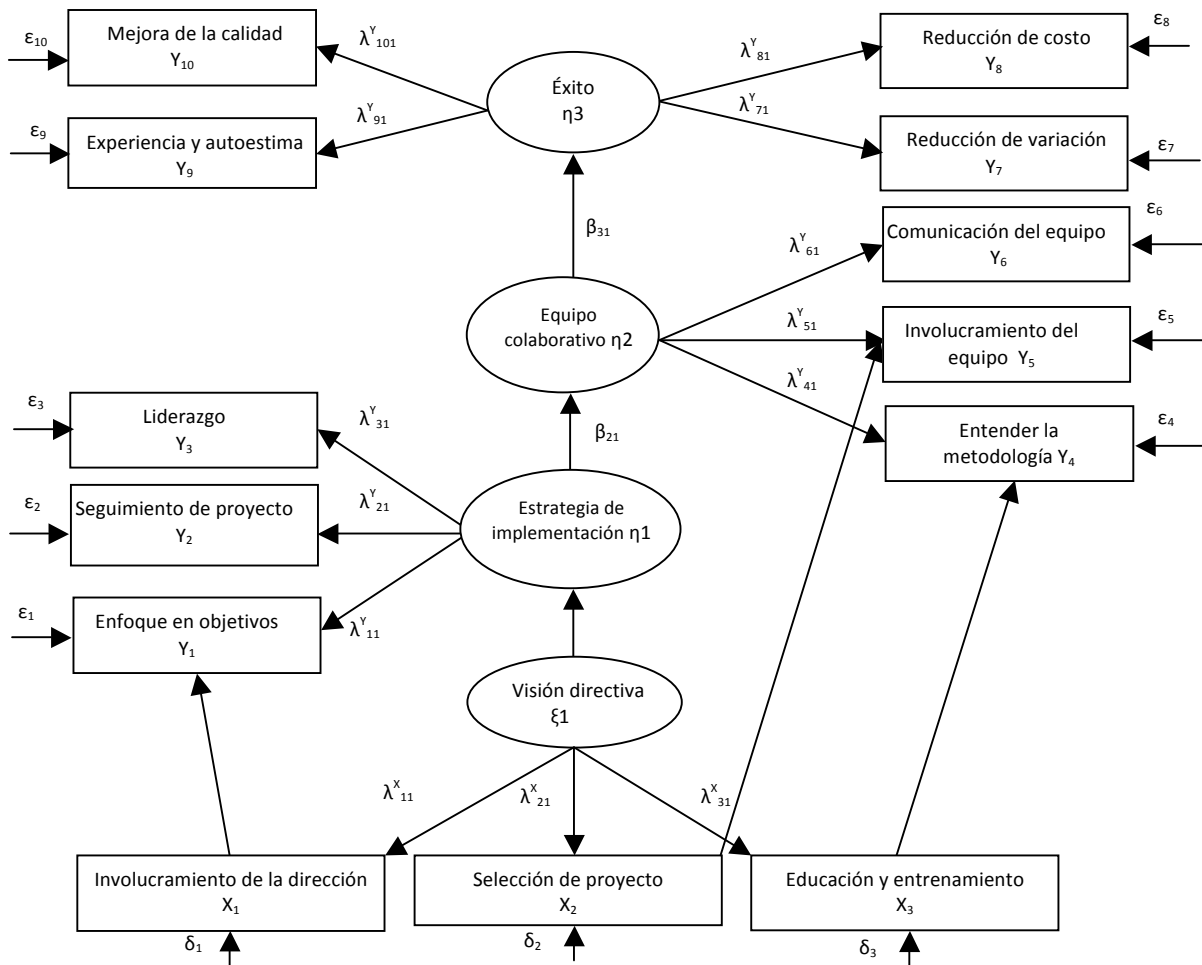 ε10
Mejora de la calidad
Y10
λY101
Éxito
η3
λY81
Reducción de costo
Y8
ε8
ε9
Experiencia y autoestima
Y9
λY91
λY71
Reducción de variación
Y7
ε7
β31
λY61
Comunicación del equipo
Y6
ε6
Equipo
colaborativo η2
λY51
Involucramiento del
equipo Y5
ε5
λY41
Entender la
metodología Y4
ε4
β21
ε3
Liderazgo
Y3
λY31
ε2
Seguimiento de proyecto
Y2
λY21
Estrategia de
implementación η1
ε1
Enfoque en objetivos
Y1
λY11
Visión directiva
ξ1
λX11
λX21
λX31
Involucramiento de la dirección
X1
Selección de proyecto
X2
Educación y entrenamiento
X3
δ1
δ2
δ3